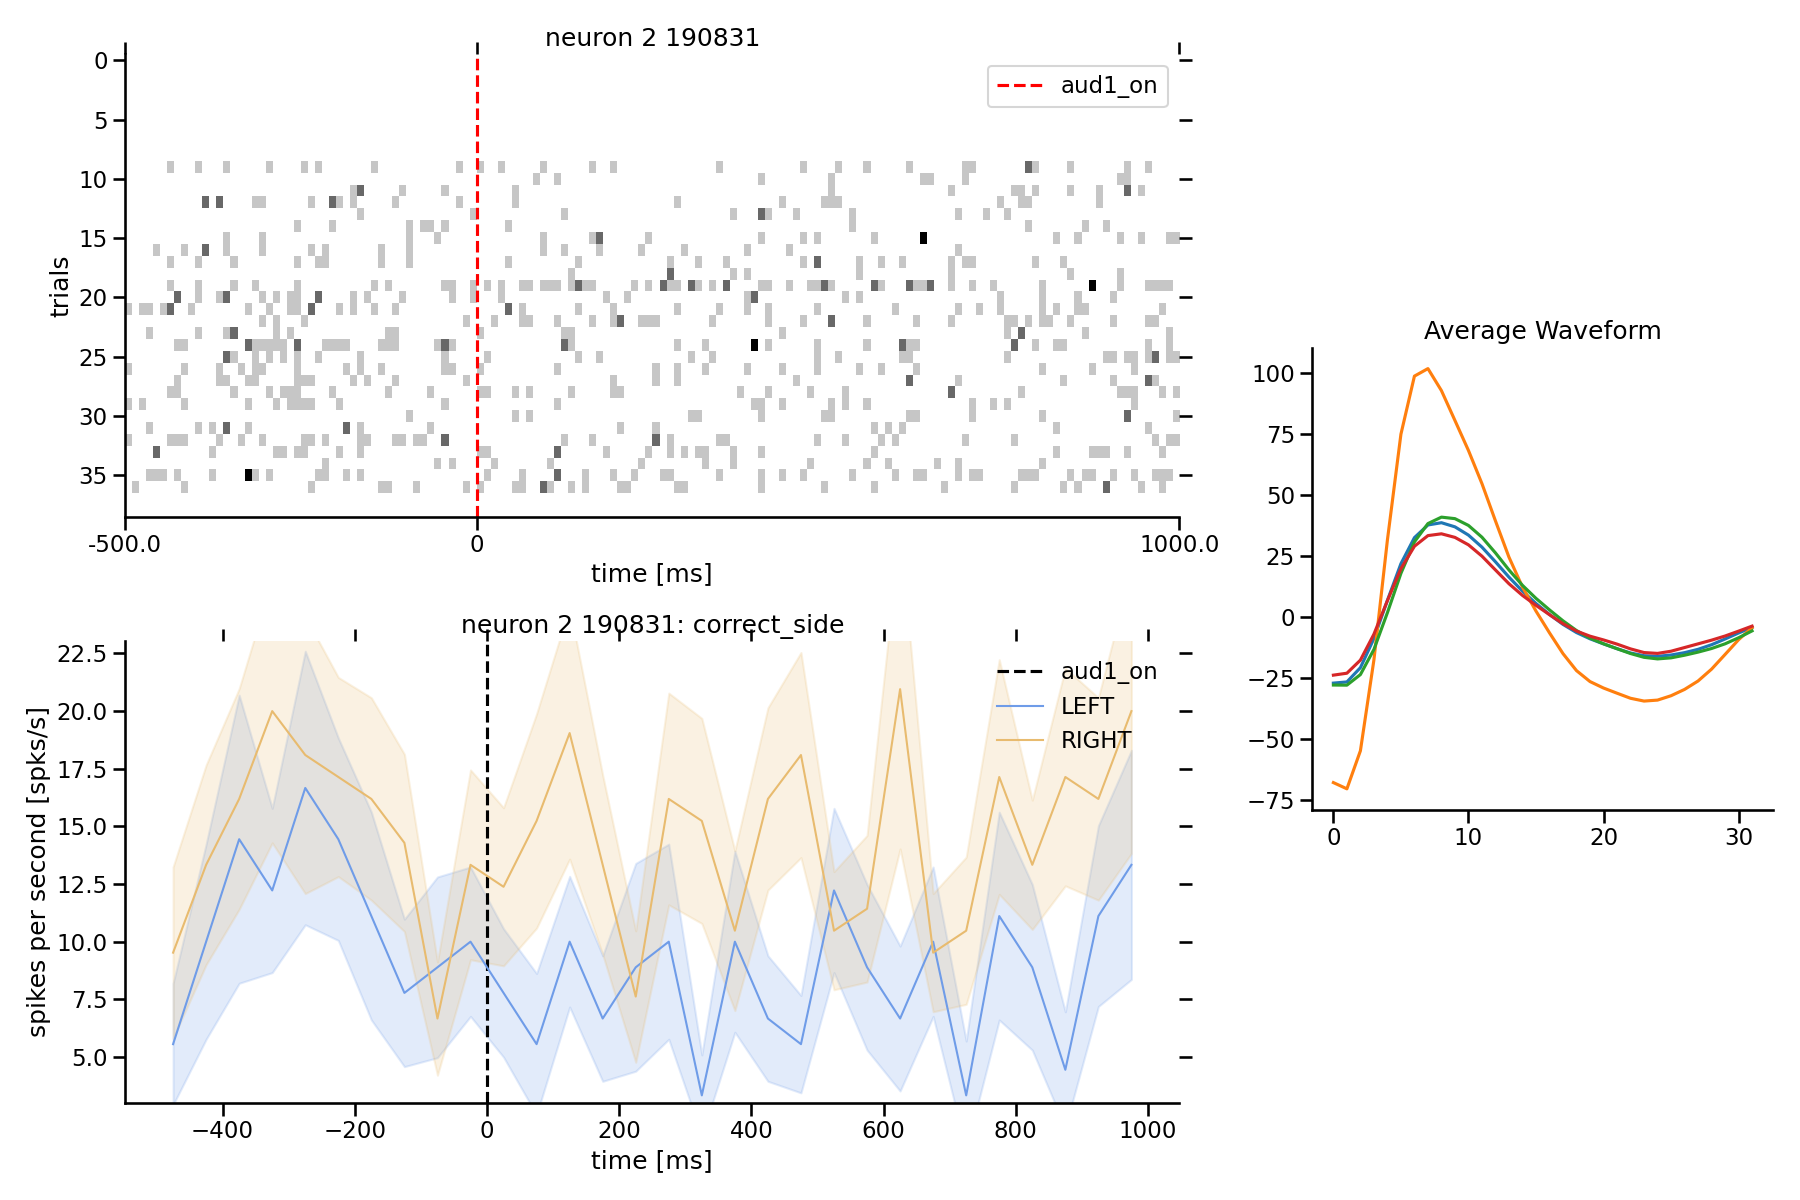 neuron 2 190831
aud1_on
0
5
10
15
20
25
30
35
trials
-500.0 0 1000.0
time [ms]
neuron 2 190831: correct_side
aud1_on
LEFT
RIGHT
22.5
20.0
17.5
15.0
12.5
10.0
7.5
5.0
spikes per second [spks/s]
−400 −200 0 200 400 600 800 1000
time [ms]
Average Waveform
100
75
50
25
0
−25
−50
−75
0 10 20 30